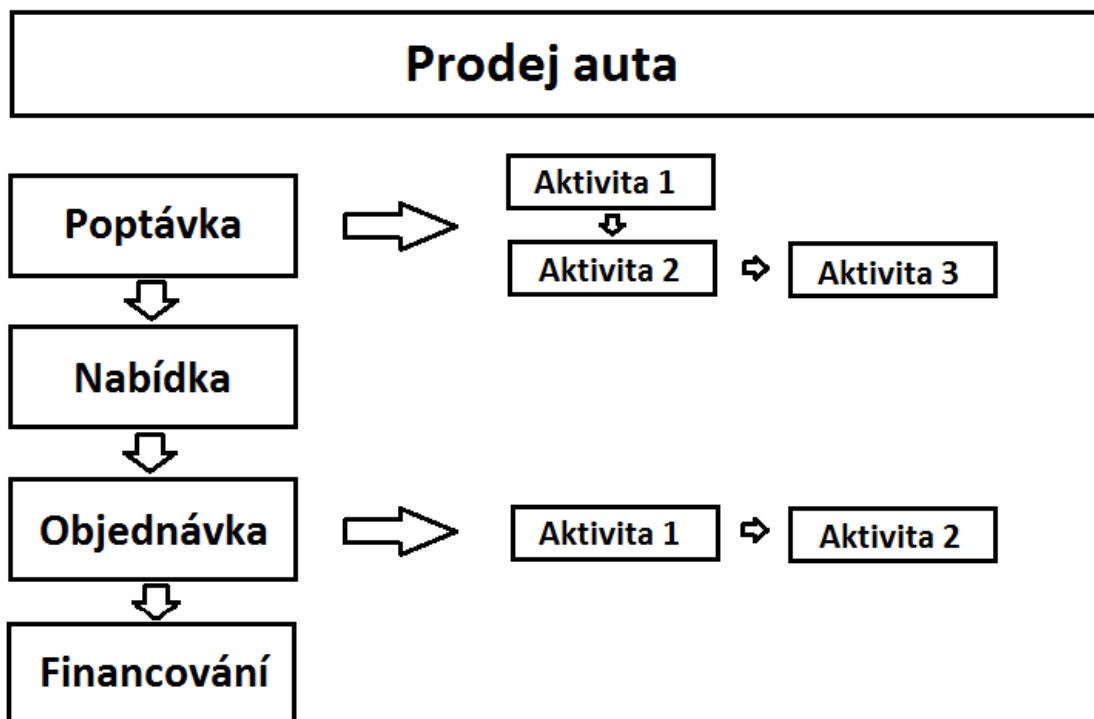 Prodej auta
Poptávka
Aktivita 1
Aktivita 2
Aktivita 3
Nabídka
Objednávka
Aktivita 1
Aktivita 2
Financování